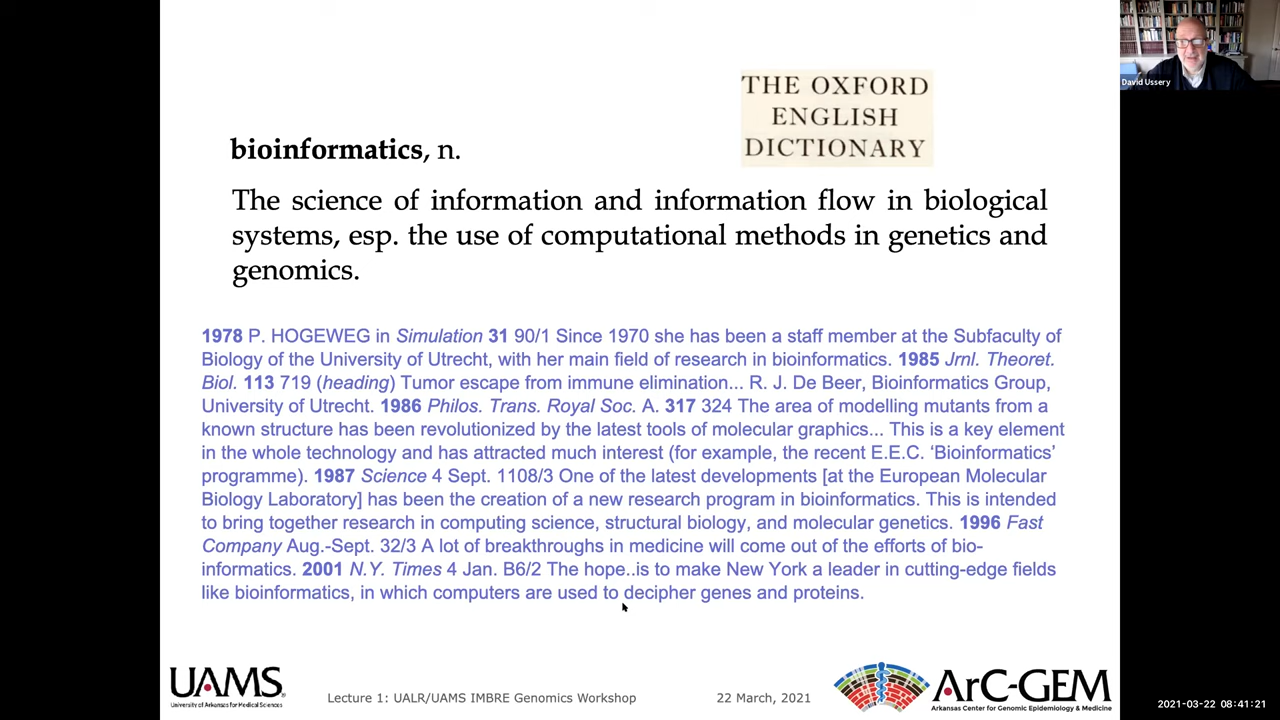 David Ussery
THE OXFORD
ENGLISH
DICTIONARY
bioinformatics, n.
The science of information and information flow in biological
systems, esp. the use of computational methods in genetics and
genomics.
1978 P. HOGEWEG in Simulation 31 90/1 Since 1970 she has been a staff member at the Subfaculty of
Biology of the University of Utrecht, with her main field of research in bioinformatics. 1985 Jrnl. Theoret.
Biol. 113 719 (heading) Tumor escape from immune elimination... R. J. De Beer, Bioinformatics Group,
University of Utrecht. 1986 Philos. Trans. Royal Soc. A. 317 324 The area of modelling mutants from a
known structure has been revolutionized by the latest tools of molecular graphics... This is a key element
in the whole technology and has attracted much interest (for example, the recent E.E.C. ‘Bioinformatics’
programme). 1987 Science 4 Sept. 1108/3 One of the latest developments [at the European Molecular
Biology Laboratory] has been the creation of a new research program in bioinformatics. This is intended
to bring together research in computing science, structural biology, and molecular genetics. 1996 Fast
Company Aug.-Sept. 32/3 A lot of breakthroughs in medicine will come out of the efforts of bio-
informatics. 2001 N.Y. Times 4 Jan. B6/2 The hope..is to make New York a leader in cutting-edge fields
like bioinformatics, in which computers are used to decipher genes and proteins.
UAMS
University of Arkansas for Medical Sciences
Lecture 1: UALR/UAMS IMBRE Genomics Workshop
22 March, 2021
ArC-GEM
Arkansas Center for Genomic Epidemiology & Medicine
2021-03-22 08:41:21